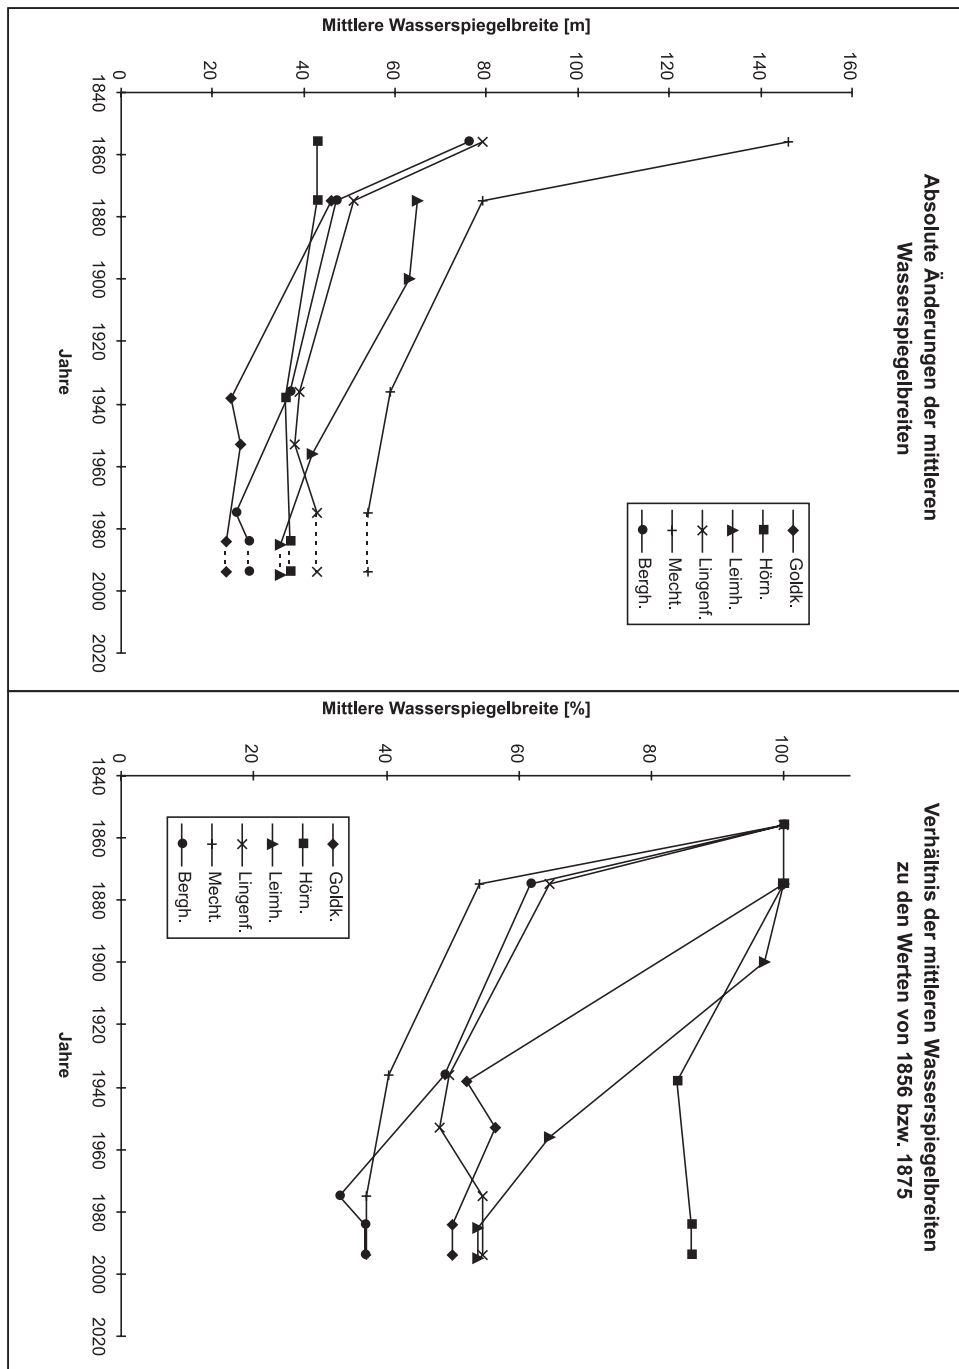 Absolute Änderungen der mittleren
Wasserspiegelbreiten
Mittlere Wasserspiegelbreite [m]
160
140
120
100
80
60
40
20
0
1840
1860
1880
1900
1920
1940
1960
1980
2000
2020
Jahre
Goldk.
Hörn.
Leimh.
Lingenf.
Mecht.
Bergh.
Verhältnis der mittleren Wasserspiegelbreiten
zu den Werten von 1856 bzw. 1875
Mittlere Wasserspiegelbreite [%]
100
80
60
40
20
0
1840
1860
1880
1900
1920
1940
1960
1980
2000
2020
Jahre
Goldk.
Hörn.
Leimh.
Lingenf.
Mecht.
Bergh.